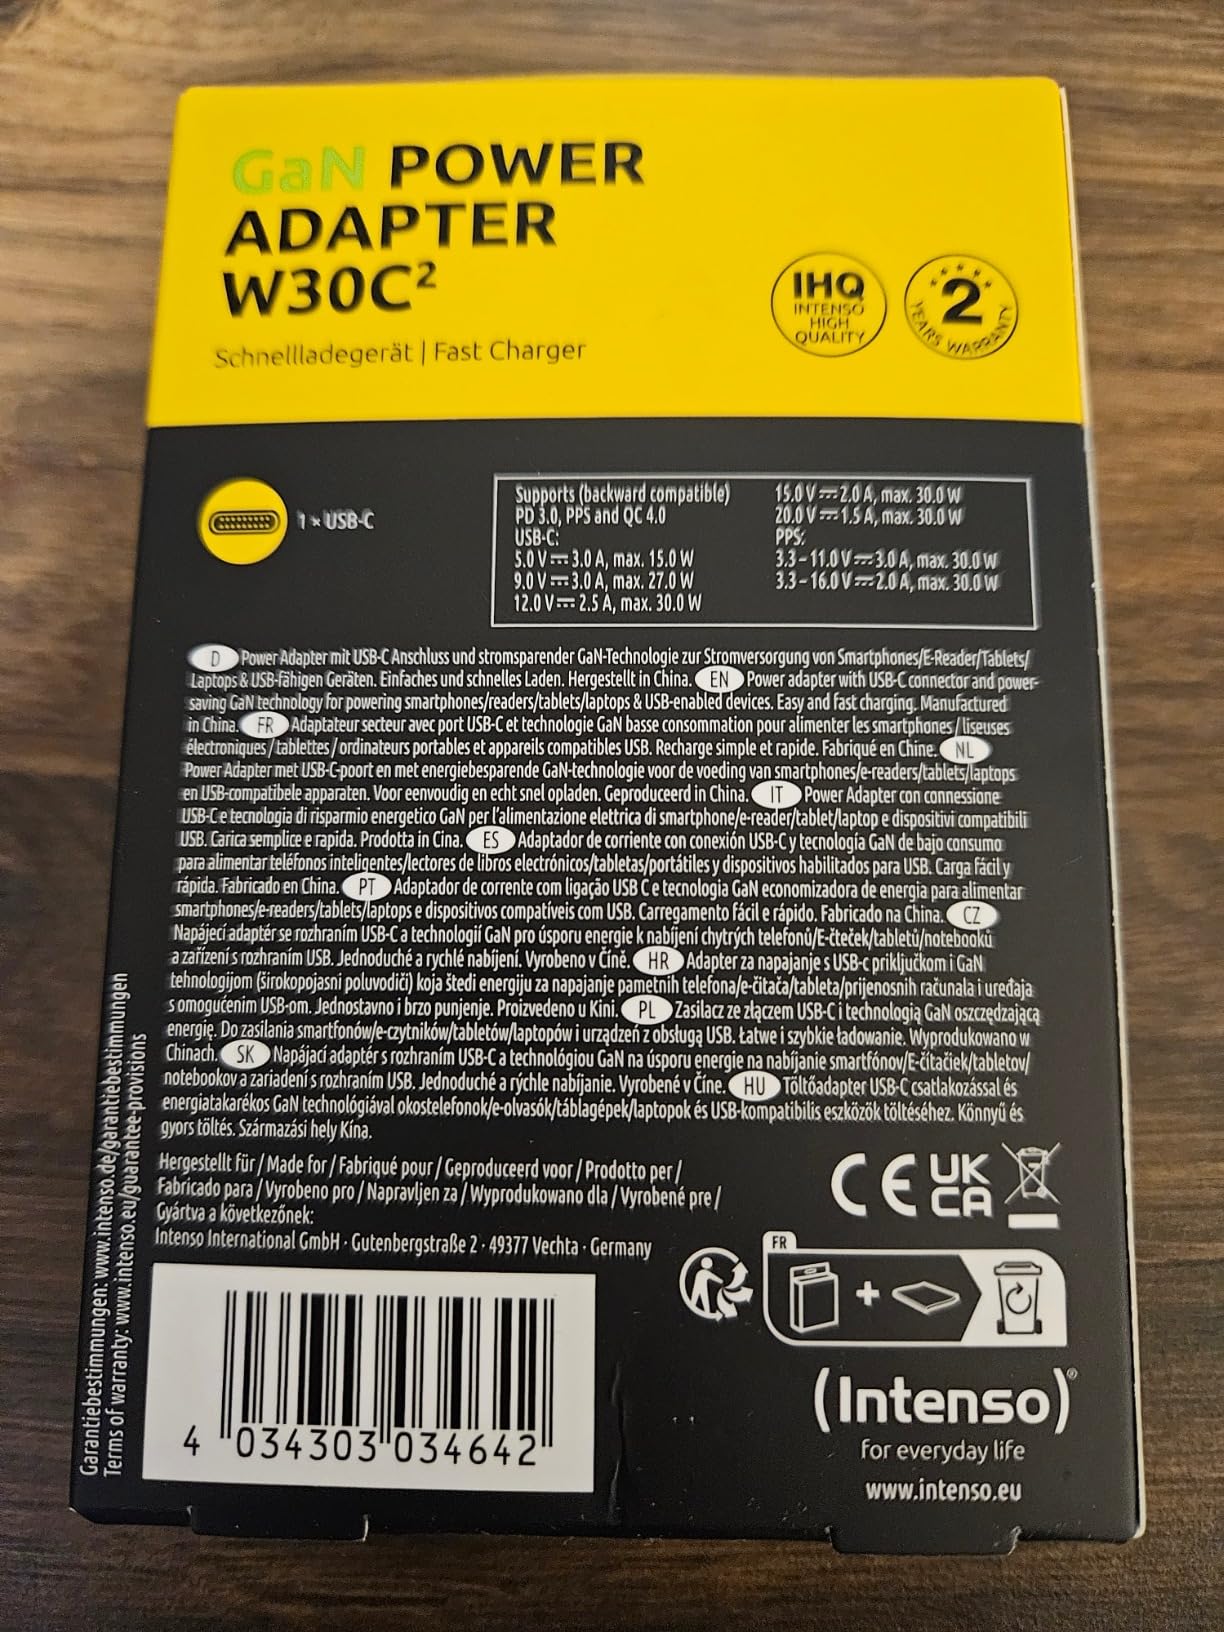 GaN POWER
ADAPTER
W30C²
Schnellladegerät | Fast Charger
IHQ
INTENSO
HIGH
QUALITY
2
YEARS WARRANTY
1 × USB-C
Supports (backward compatible)
PD 3.0, PPS and QC 4.0
USB-C:
5.0 V⎓3.0 A, max. 15.0 W
9.0 V⎓3.0 A, max. 27.0 W
12.0 V⎓2.5 A, max. 30.0 W
15.0 V⎓2.0 A, max. 30.0 W
20.0 V⎓1.5 A, max. 30.0 W
PPS:
3.3–11.0 V⎓3.0 A, max. 30.0 W
3.3–16.0 V⎓2.0 A, max. 30.0 W
D Power Adapter mit USB-C Anschluss und stromsparender GaN-Technologie zur Stromversorgung von Smartphones/E-Reader/Tablets/
Laptops & USB-fähigen Geräten. Einfaches und schnelles Laden. Hergestellt in China. EN Power adapter with USB-C connector and power-
saving GaN technology for powering smartphones/readers/tablets/laptops & USB-enabled devices. Easy and fast charging. Manufactured
in China. FR Adaptateur secteur avec port USB-C et technologie GaN basse consommation pour alimenter les smartphones / liseuses
électroniques / tablettes / ordinateurs portables et appareils compatibles USB. Recharge simple et rapide. Fabriqué en Chine. NL
Power Adapter met USB-C-poort en met energiebesparende GaN-technologie voor de voeding van smartphones/e-readers/tablets/laptops
en USB-compatibele apparaten. Voor eenvoudig en echt snel opladen. Geproduceerd in China. IT Power Adapter con connessione
USB-C e tecnologia di risparmio energetico GaN per l'alimentazione elettrica di smartphone/e-reader/tablet/laptop e dispositivi compatibili
USB. Carica semplice e rapida. Prodotta in Cina. ES Adaptador de corriente con conexión USB-C y tecnología GaN de bajo consumo
para alimentar teléfonos inteligentes/lectores de libros electrónicos/tabletas/portátiles y dispositivos habilitados para USB. Carga fácil y
rápida. Fabricado en China. PT Adaptador de corrente com ligação USB C e tecnologia GaN economizadora de energia para alimentar
smartphones/e-readers/tablets/laptops e dispositivos compatíveis com USB. Carregamento fácil e rápido. Fabricado na China. CZ
Napájecí adaptér se rozhraním USB-C a technologií GaN pro úsporu energie k nabíjení chytrých telefonů/E-čteček/tabletů/notebooků
a zařízení s rozhraním USB. Jednoduché a rychlé nabíjení. Vyrobeno v Číně. HR Adapter za napajanje s USB-c priključkom i GaN
tehnologijom (širokopojasni poluvodiči) koja štedi energiju za napajanje pametnih telefona/e-čitača/tableta/prijenosnih računala i uređaja
s omogućenim USB-om. Jednostavno i brzo punjenje. Proizvedeno u Kini. PL Zasilacz ze złączem USB-C i technologią GaN oszczędzającą
energię. Do zasilania smartfonów/e-czytników/tabletów/laptopów i urządzeń z obsługą USB. Łatwe i szybkie ładowanie. Wyprodukowano w
Chinach. SK Napájací adaptér s rozhraním USB-C a technológiou GaN na úsporu energie na nabíjanie smartfónov/E-čítačiek/tabletov/
notebookov a zariadení s rozhraním USB. Jednoduché a rýchle nabíjanie. Vyrobené v Číne. HU Töltőadapter USB-C csatlakozással és
energiatakarékos GaN technológiával okostelefonok/e-olvasók/táblagépek/laptopok és USB-kompatibilis eszközök töltéséhez. Könnyű és
gyors töltés. Származási hely Kína.
Hergestellt für / Made for / Fabriqué pour / Geproduceerd voor / Prodotto per /
Fabricado para / Vyrobeno pro / Napravljen za / Wyprodukowano dla / Vyrobené pre /
Gyártva a következőnek:
Intenso International GmbH · Gutenbergstraße 2 · 49377 Vechta · Germany
CE UK
CA
FR
4 034303 034642
(Intenso)®
for everyday life
www.intenso.eu
Garantiebestimmungen: www.intenso.de/garantiebestimmungen
Terms of warranty: www.intenso.eu/guarantee-provisions